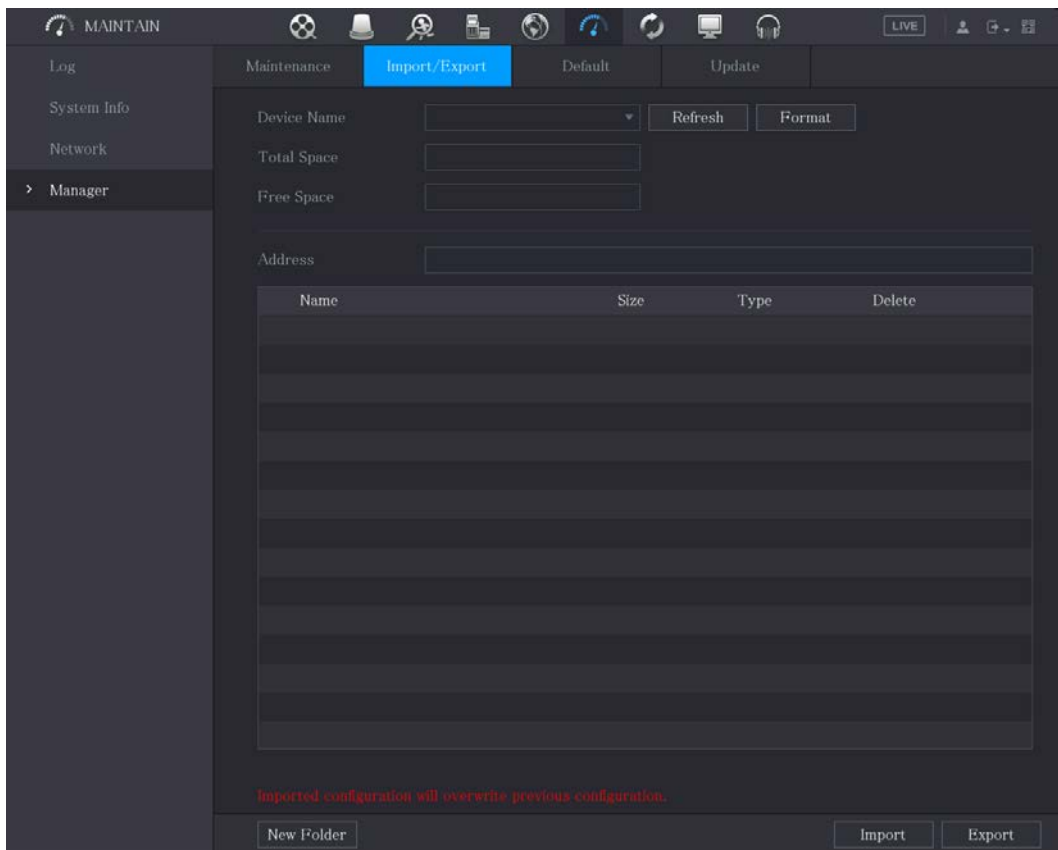 MAINTAIN LIVE
Log Maintenance Import/Export Default Update
System Info Device Name Refresh Format
Network Total Space
Manager Free Space
Address
Name Size Type Delete
Imported configuration will overwrite previous configuration.
New Folder Import Export